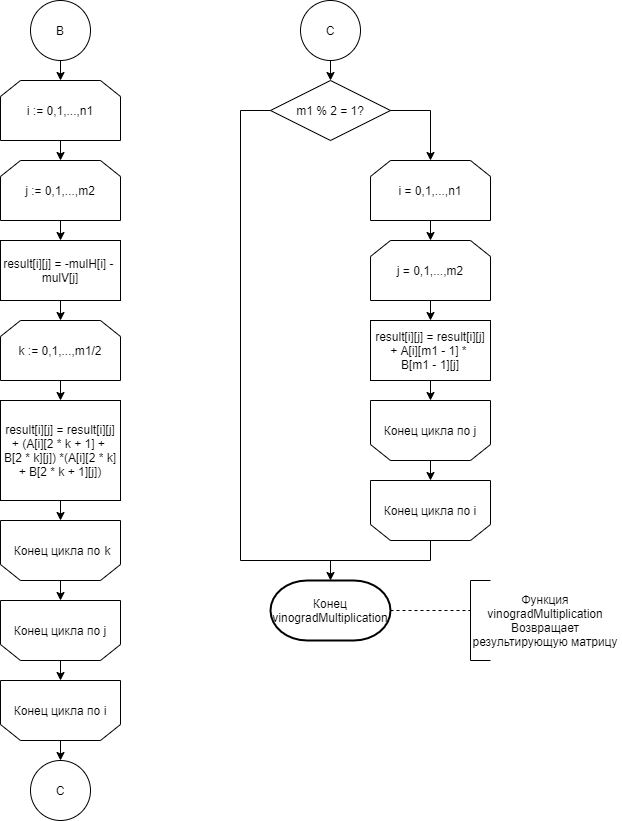 B
i := 0,1,...,n1
j := 0,1,...,m2
result[i][j] = -mulH[i] -
mulV[j]
k := 0,1,...,m1/2
result[i][j] = result[i][j]
+ (A[i][2 * k + 1] +
B[2 * k][j]) *(A[i][2 * k]
+ B[2 * k + 1][j])
Конец цикла по k
Конец цикла по j
Конец цикла по i
C
C
m1 % 2 = 1?
i = 0,1,...,n1
j = 0,1,...,m2
result[i][j] = result[i][j]
+ A[i][m1 - 1] *
B[m1 - 1][j]
Конец цикла по j
Конец цикла по i
Конец
vinogradMultiplication
Функция
vinogradMultiplication
Возвращает
результирующую матрицу